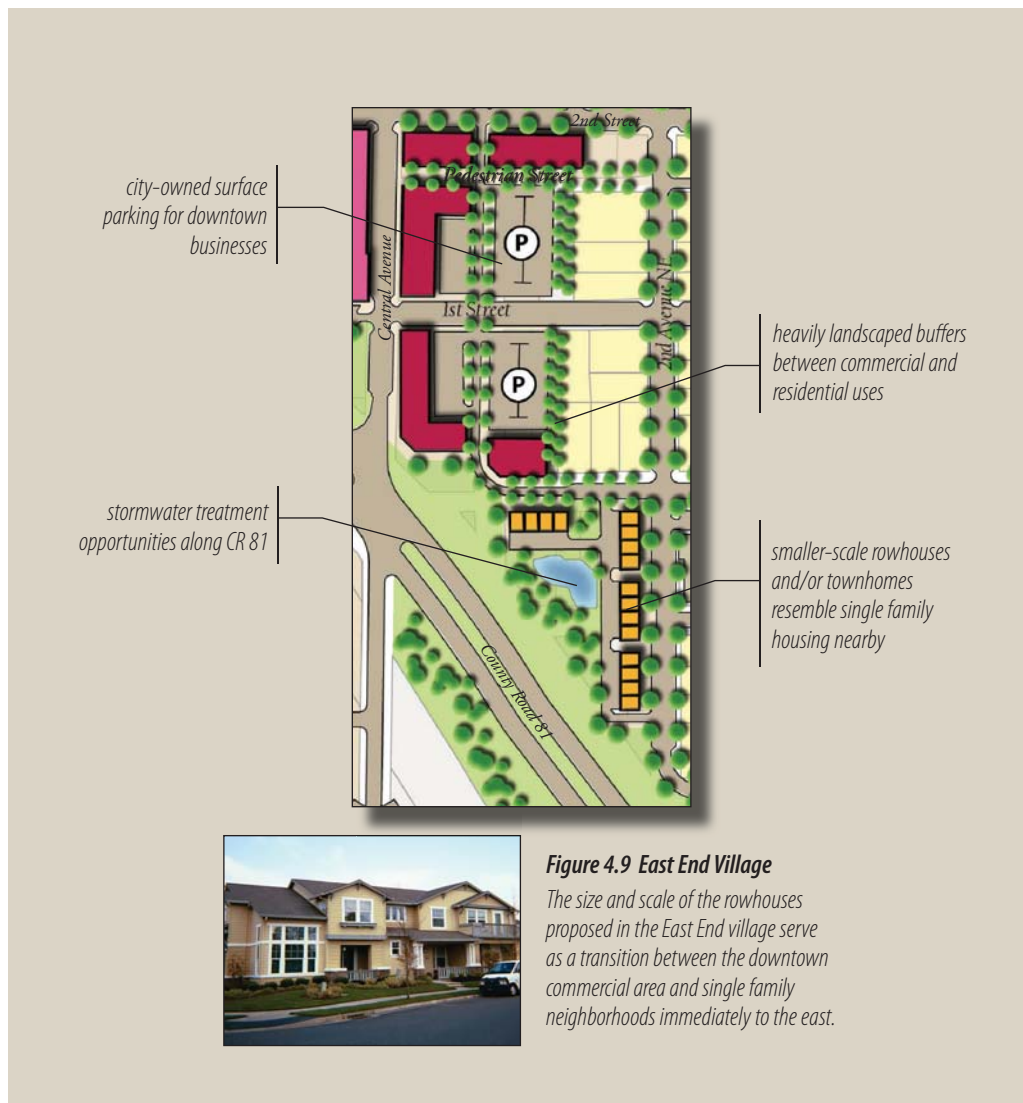 2nd Street
Pedestrian Street
city-owned surface
parking for downtown
businesses
P
Central Avenue
1st Street
2nd Avenue NE
heavily landscaped buffers
between commercial and
residential uses
P
stormwater treatment
opportunities along CR 81
smaller-scale rowhouses
and/or townhomes
resemble single family
housing nearby
County Road 81
Figure 4.9 East End Village
The size and scale of the rowhouses
proposed in the East End village serve
as a transition between the downtown
commercial area and single family
neighborhoods immediately to the east.